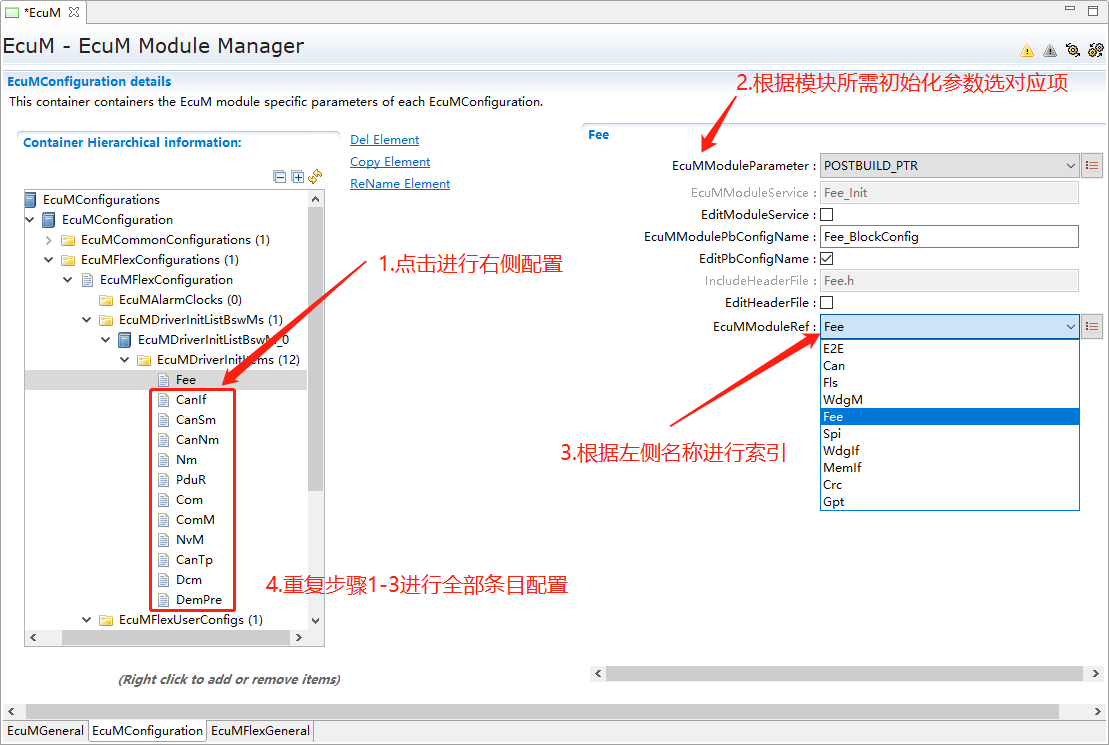 *EcuM
EcuM - EcuM Module Manager
EcuMConfiguration details
This container containers the EcuM module specific parameters of each EcuMConfiguration.
2.根据模块所需初始化参数选对应项
Container Hierarchical information:
Del Element
Copy Element
ReName Element
EcuMConfigurations
EcuMConfiguration
EcuMCommonConfigurations (1)
EcuMFlexConfigurations (1)
EcuMFlexConfiguration
EcuMAlarmClocks (0)
EcuMDriverInitListBswMs (1)
EcuMDriverInitListBswM_0
EcuMDriverInitItems (12)
Fee
CanIf
CanSm
CanNm
Nm
PduR
Com
ComM
NvM
CanTp
Dcm
DemPre
EcuMFlexUserConfigs (1)
(Right click to add or remove items)
1.点击进行右侧配置
4.重复步骤1-3进行全部条目配置
Fee
EcuMModuleParameter : POSTBUILD_PTR
EcuMModuleService : Fee_Init
EditModuleService :
EcuMModulePbConfigName : Fee_BlockConfig
EditPbConfigName :
IncludeHeaderFile : Fee.h
EditHeaderFile :
EcuMModuleRef : Fee
E2E
Can
Fls
WdgM
Fee
Spi
WdgIf
MemIf
Crc
Gpt
3.根据左侧名称进行索引
EcuMGeneral EcuMConfiguration EcuMFlexGeneral